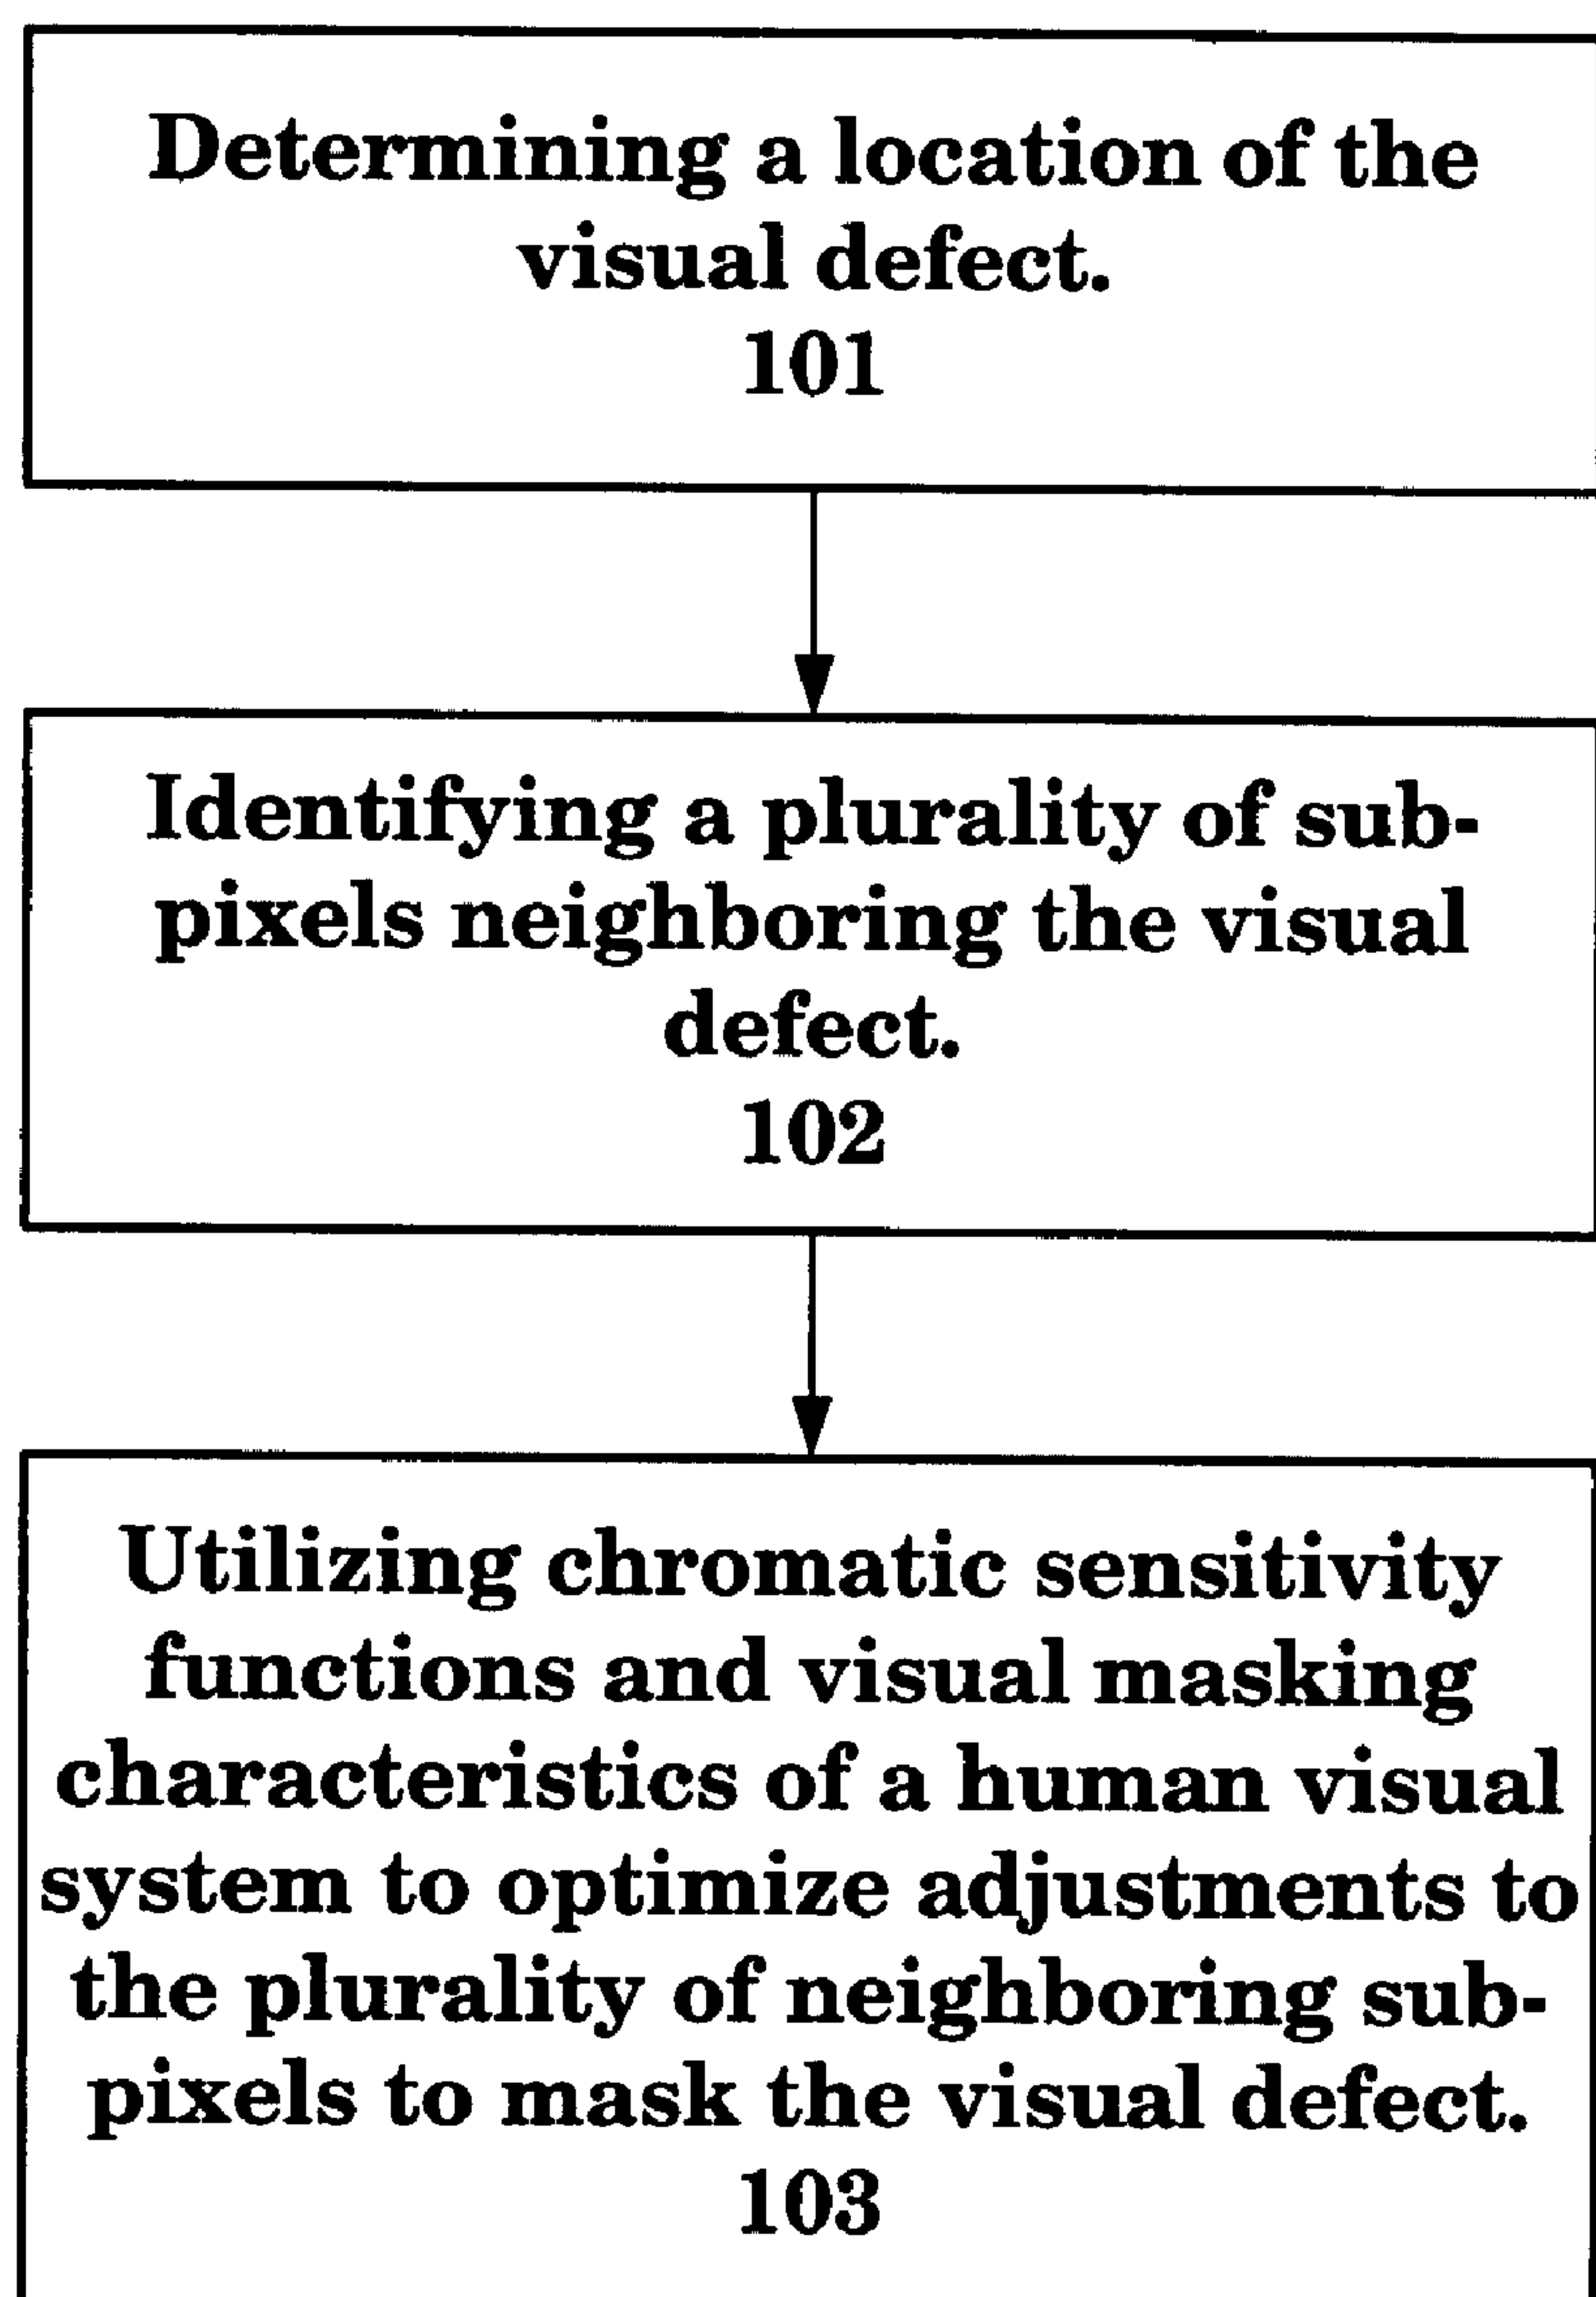 Determining a location of the
visual defect.
101
Identifying a plurality of sub-
pixels neighboring the visual
defect.
102
Utilizing chromatic sensitivity
functions and visual masking
characteristics of a human visual
system to optimize adjustments to
the plurality of neighboring sub-
pixels to mask the visual defect.
103